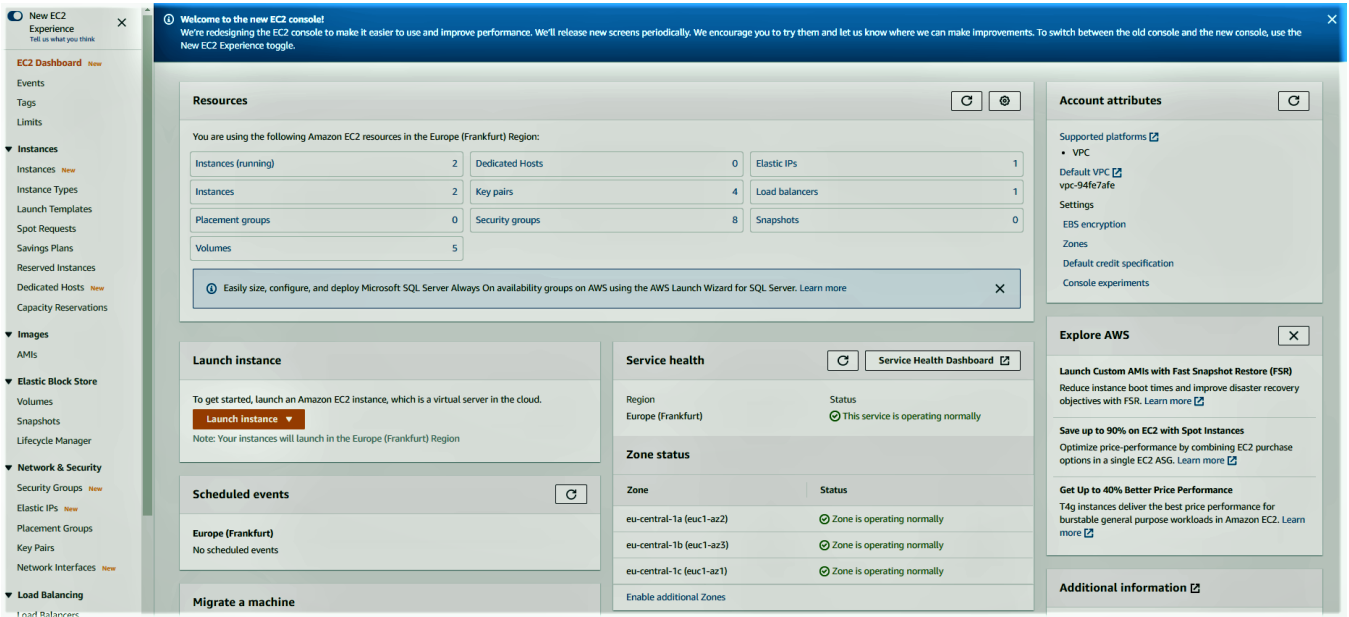 New EC2
Experience
Tell us what you think
EC2 Dashboard New
Events
Tags
Limits
Instances
Instances New
Instance Types
Launch Templates
Spot Requests
Savings Plans
Reserved Instances
Dedicated Hosts New
Capacity Reservations
Images
AMIs
Elastic Block Store
Volumes
Snapshots
Lifecycle Manager
Network & Security
Security Groups New
Elastic IPs New
Placement Groups
Key Pairs
Network Interfaces New
Load Balancing
Load Balancers
Welcome to the new EC2 console!
We're redesigning the EC2 console to make it easier to use and improve performance. We'll release new screens periodically. We encourage you to try them and let us know where we can make improvements. To switch between the old console and the new console, use the
New EC2 Experience toggle.
Resources
You are using the following Amazon EC2 resources in the Europe (Frankfurt) Region:
Instances (running) 2 Dedicated Hosts 0 Elastic IPs 1
Instances 2 Key pairs 4 Load balancers 1
Placement groups 0 Security groups 8 Snapshots 0
Volumes 5
Easily size, configure, and deploy Microsoft SQL Server Always On availability groups on AWS using the AWS Launch Wizard for SQL Server. Learn more
Launch instance
To get started, launch an Amazon EC2 instance, which is a virtual server in the cloud.
Launch instance
Note: Your instances will launch in the Europe (Frankfurt) Region
Scheduled events
Europe (Frankfurt)
No scheduled events
Migrate a machine
Service health
Service Health Dashboard
Region Status
Europe (Frankfurt) This service is operating normally
Zone status
Zone Status
eu-central-1a (euc1-az2) Zone is operating normally
eu-central-1b (euc1-az3) Zone is operating normally
eu-central-1c (euc1-az1) Zone is operating normally
Enable additional Zones
Account attributes
Supported platforms
• VPC
Default VPC
vpc-94fe7afe
Settings
EBS encryption
Zones
Default credit specification
Console experiments
Explore AWS
Launch Custom AMIs with Fast Snapshot Restore (FSR)
Reduce instance boot times and improve disaster recovery
objectives with FSR. Learn more
Save up to 90% on EC2 with Spot Instances
Optimize price-performance by combining EC2 purchase
options in a single EC2 ASG. Learn more
Get Up to 40% Better Price Performance
T4g instances deliver the best price performance for
burstable general purpose workloads in Amazon EC2. Learn
more
Additional information